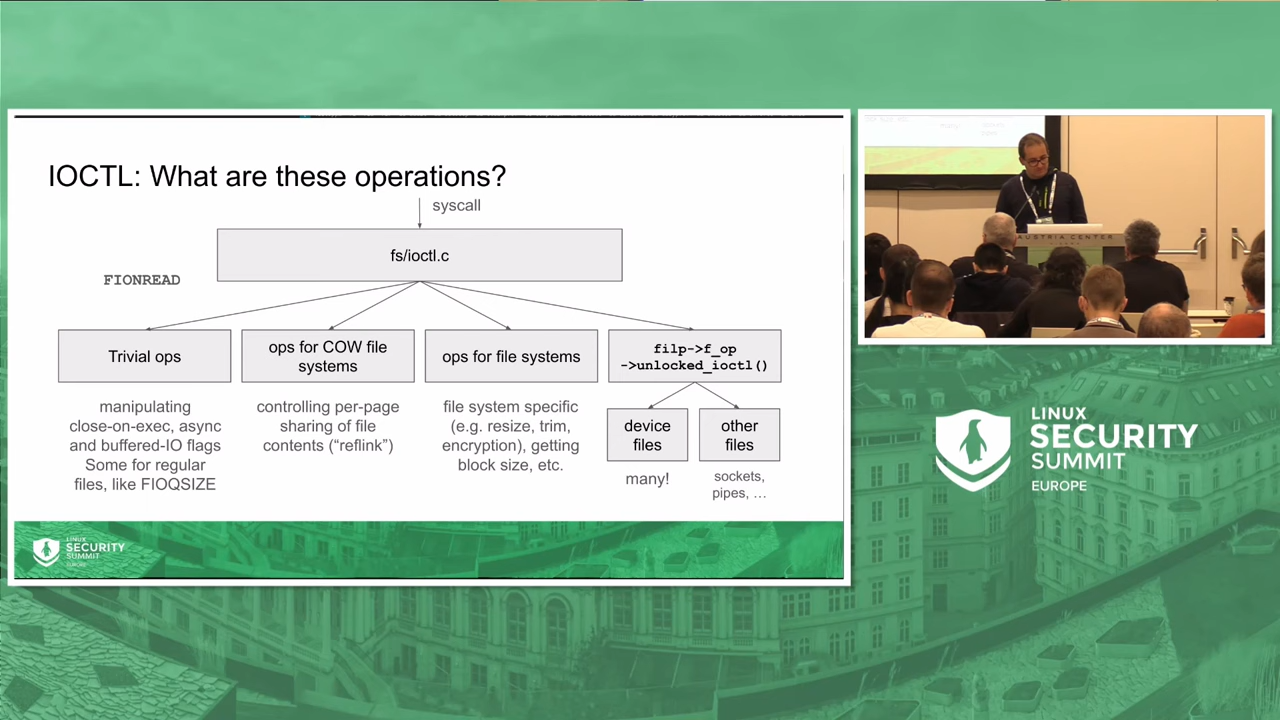 IOCTL: What are these operations?
syscall
fs/ioctl.c
FIONREAD
Trivial ops
ops for COW file
systems
ops for file systems
filp->f_op
->unlocked_ioctl()
manipulating
close-on-exec, async
and buffered-IO flags
Some for regular
files, like FIOQSIZE
controlling per-page
sharing of file
contents (“reflink”)
file system specific
(e.g. resize, trim,
encryption), getting
block size, etc.
device
files
other
files
many!
sockets,
pipes, …
LINUX
SECURITY
SUMMIT
EUROPE
AUSTRIA CENTER
LINUX
SECURITY
SUMMIT
EUROPE